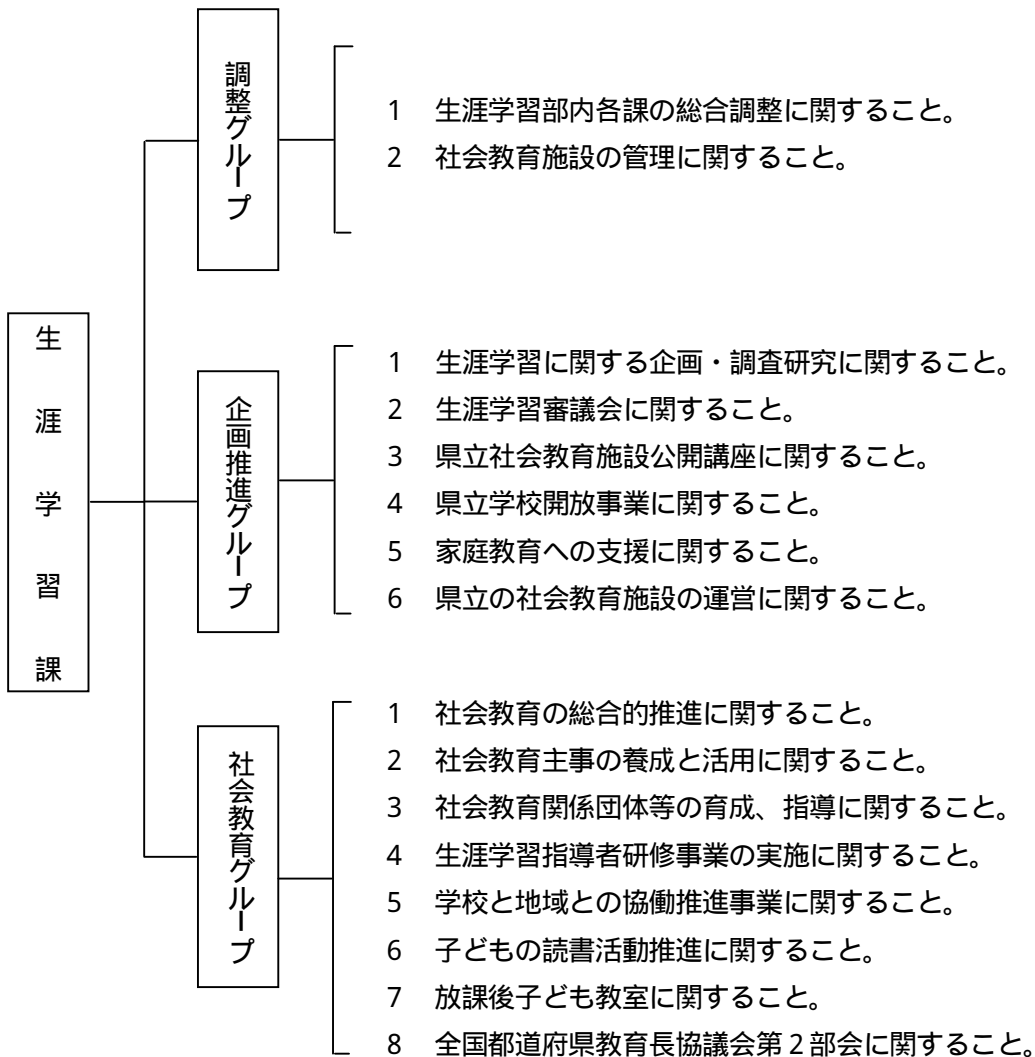 生涯学習課
調整グループ
1 生涯学習部内各課の総合調整に関すること。
2 社会教育施設の管理に関すること。
企画推進グループ
1 生涯学習に関する企画・調査研究に関すること。
2 生涯学習審議会に関すること。
3 県立社会教育施設公開講座に関すること。
4 県立学校開放事業に関すること。
5 家庭教育への支援に関すること。
6 県立の社会教育施設の運営に関すること。
社会教育グループ
1 社会教育の総合的推進に関すること。
2 社会教育主事の養成と活用に関すること。
3 社会教育関係団体等の育成、指導に関すること。
4 生涯学習指導者研修事業の実施に関すること。
5 学校と地域との協働推進事業に関すること。
6 子どもの読書活動推進に関すること。
7 放課後子ども教室に関すること。
8 全国都道府県教育長協議会第2部会に関すること。